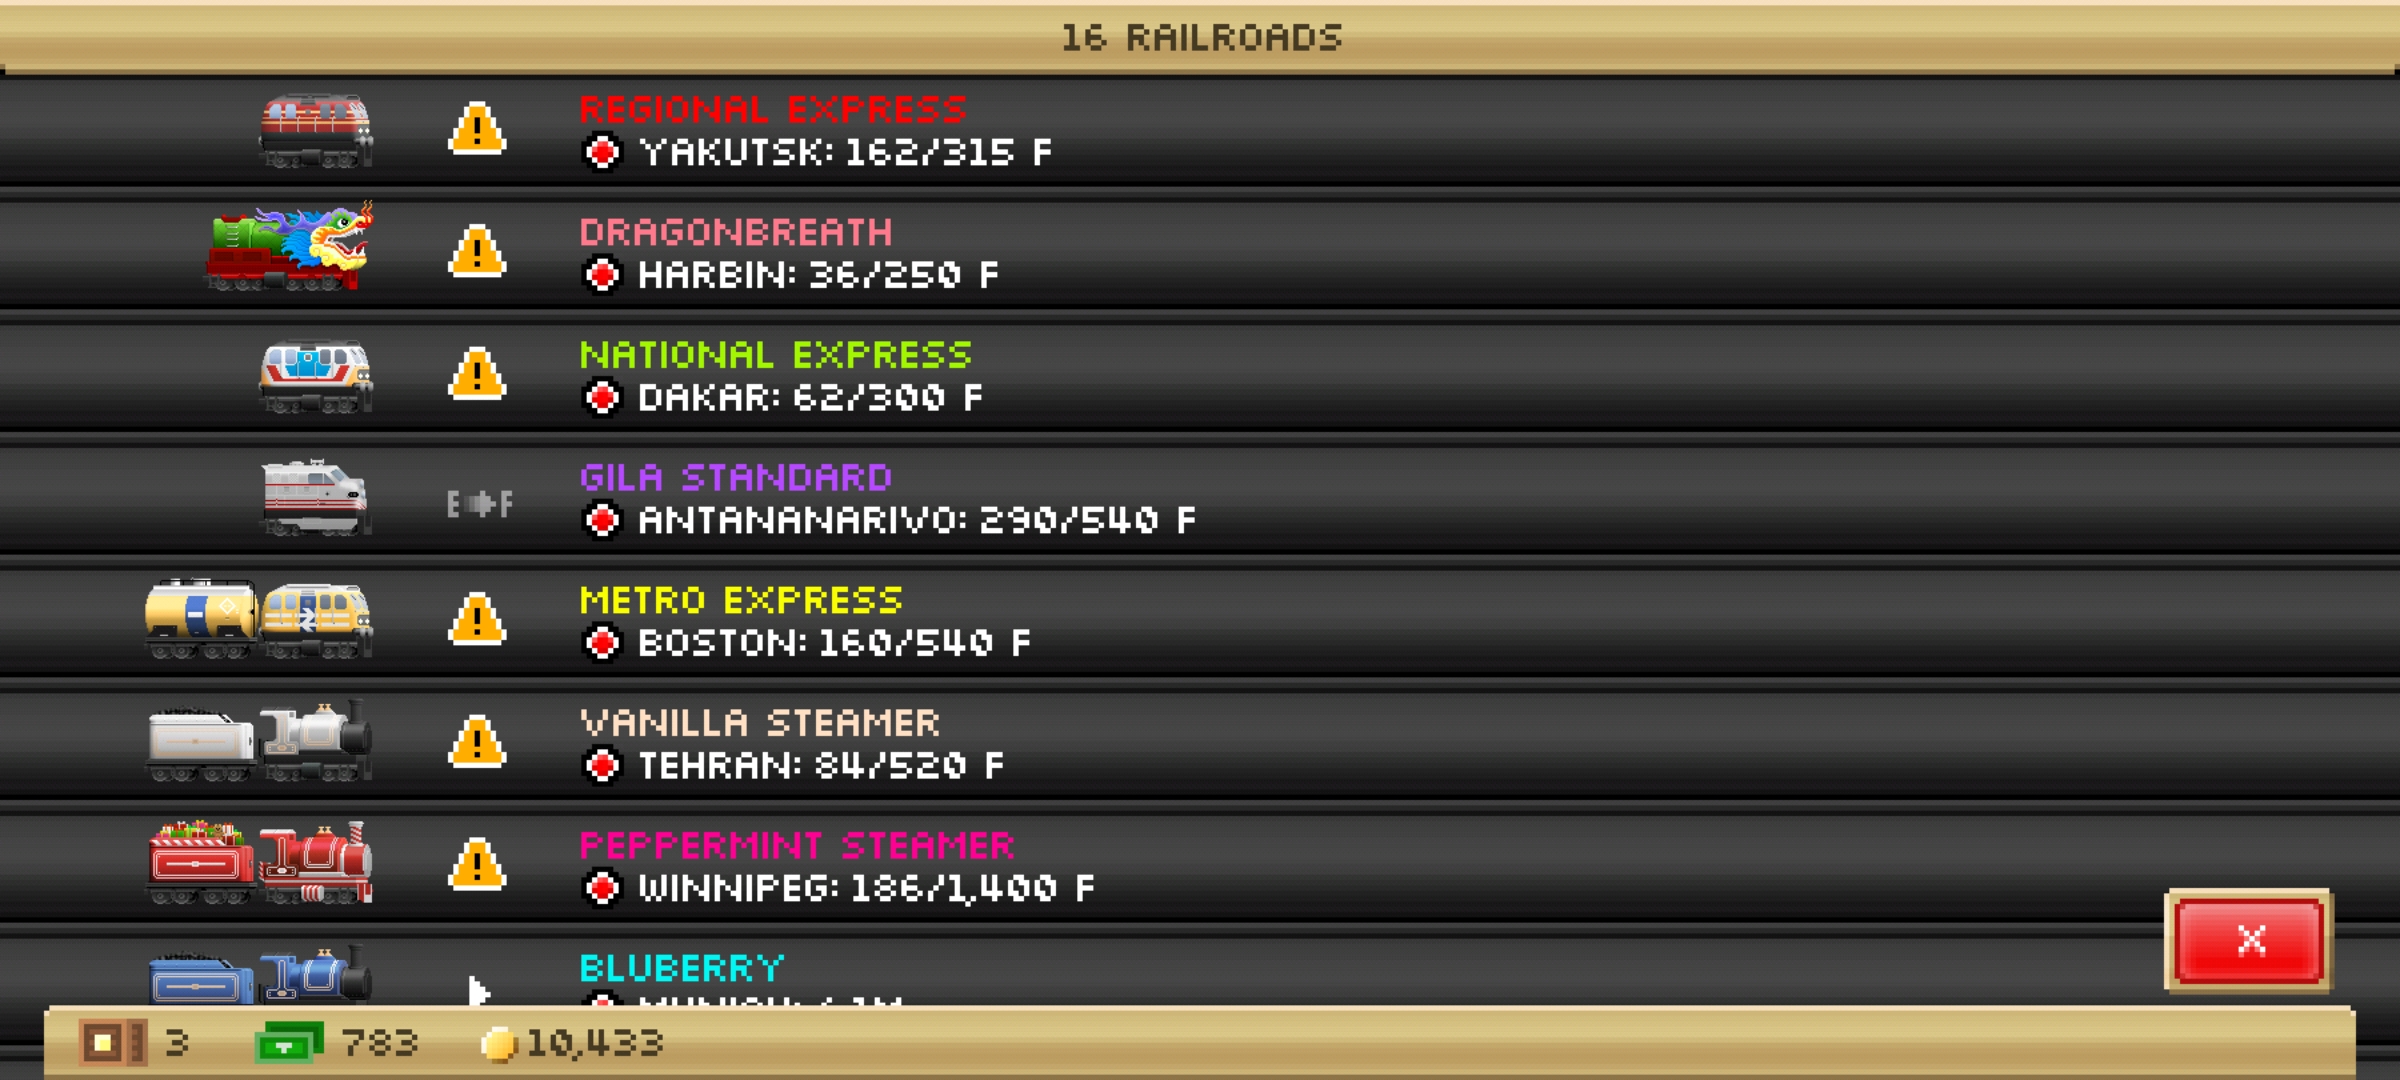 16 RAILROADS
REGIONAL EXPRESS
YAKUTSK: 162/315 F
DRAGONBREATH
HARBIN: 36/250 F
NATIONAL EXPRESS
DAKAR: 62/300 F
GILA STANDARD
E F
ANTANANARIVO: 290/540 F
METRO EXPRESS
BOSTON: 160/540 F
VANILLA STEAMER
TEHRAN: 84/520 F
PEPPERMINT STEAMER
WINNIPEG: 186/1,400 F
BLUBERRY
X
3 783 10,433